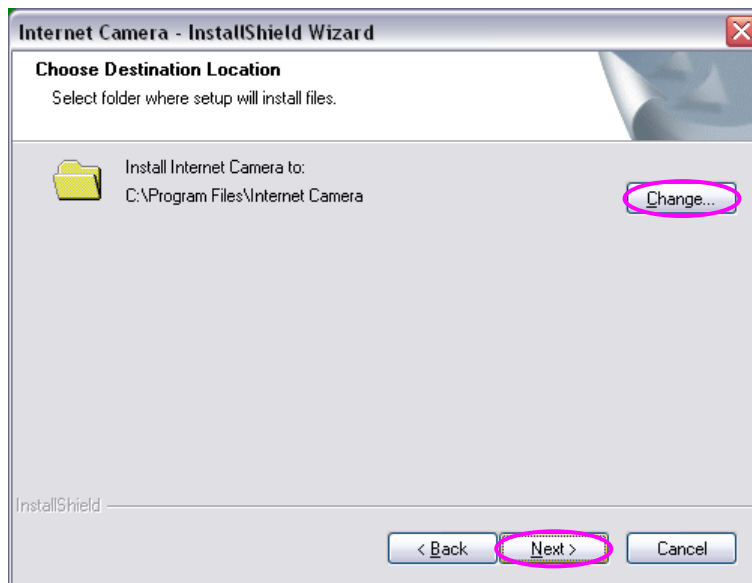 Internet Camera - InstallShield Wizard
Choose Destination Location
Select folder where setup will install files.
Install Internet Camera to:
C:\Program Files\Internet Camera
Change...
InstallShield
< Back
Next >
Cancel